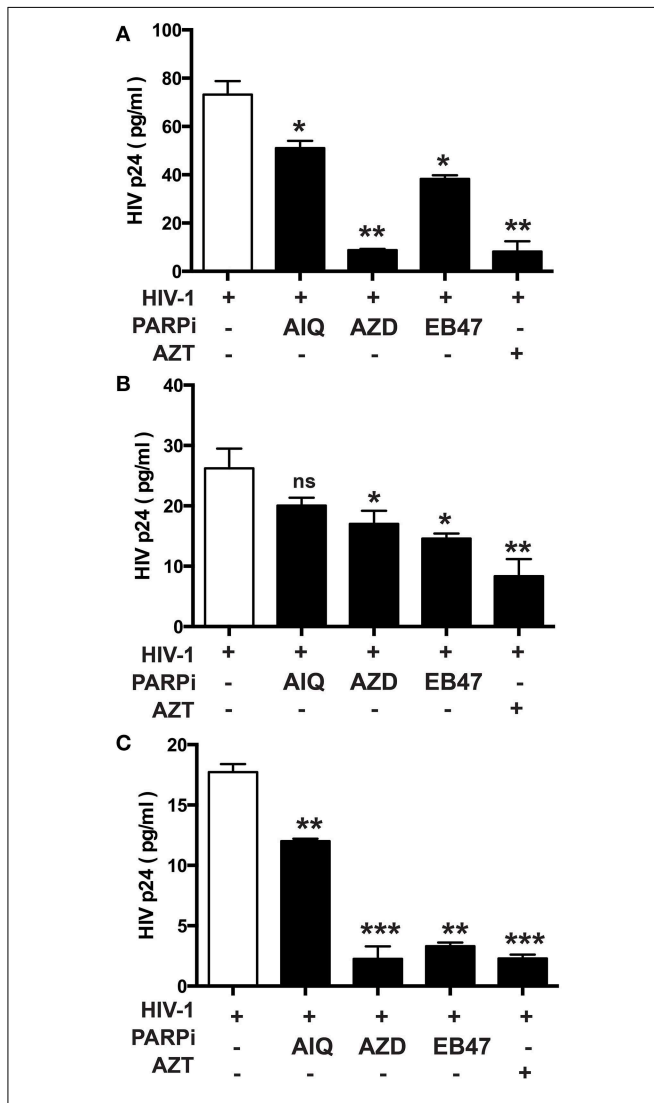 A
100
80
60
40
20
0
HIV p24 ( pg/ml )
* ** * **
HIV-1 + + + + +
PARPi - AIQ AZD EB47 -
AZT - - - - +
B
40
30
20
10
0
HIV p24 ( pg/ml )
ns * * **
HIV-1 + + + + +
PARPi - AIQ AZD EB47 -
AZT - - - - +
C
20
15
10
5
0
HIV p24 ( pg/ml )
** *** ** ***
HIV-1 + + + + +
PARPi - AIQ AZD EB47 -
AZT - - - - +